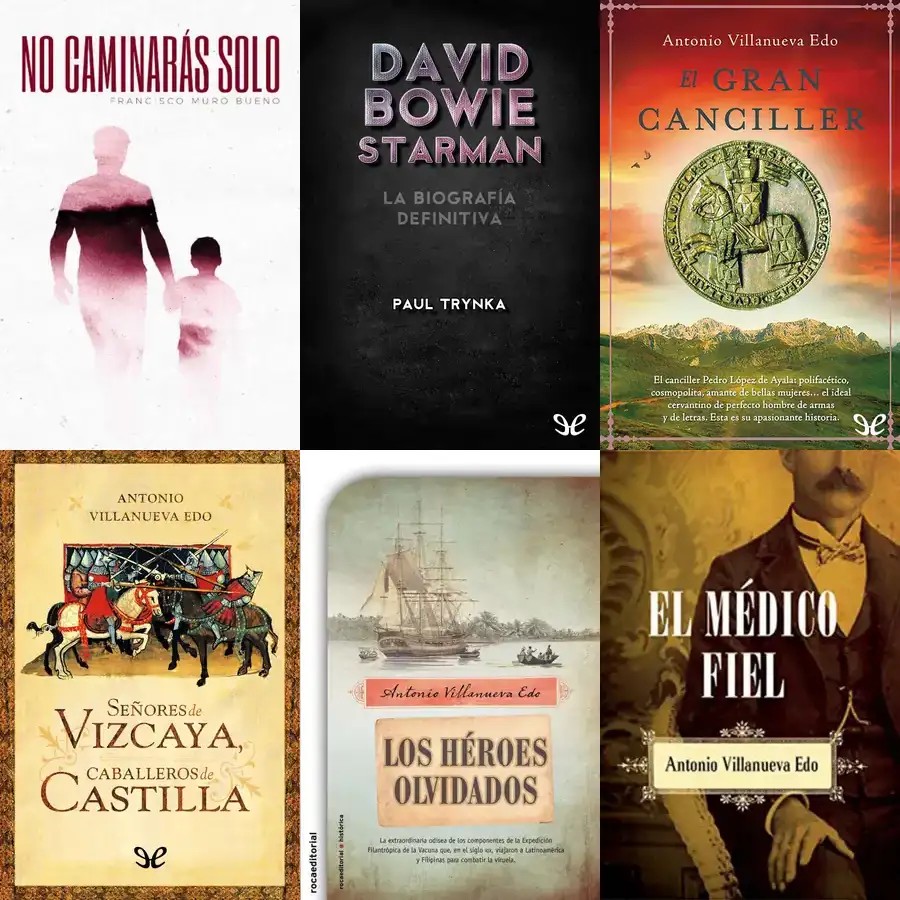 NO CAMINARÁS SOLO
FRANCISCO MURO BUENO
DAVID
BOWIE
STARMAN
LA BIOGRAFÍA
DEFINITIVA
PAUL TRYNKA
Antonio Villanueva Edo
El GRAN
CANCILLER
El canciller Pedro López de Ayala: polifacético,
cosmopolita, amante de bellas mujeres... el ideal
cervantino de perfecto hombre de armas
y de letras. Esta es su apasionante historia.
ANTONIO
VILLANUEVA EDO
SEÑORES de
VIZCAYA,
CABALLEROS de
CASTILLA
Antonio Villanueva Edo
LOS HÉROES
OLVIDADOS
La extraordinaria odisea de los componentes de la Expedición
Filantrópica de la Vacuna que, en el siglo XIX, viajaron a Latinoamérica
y Filipinas para combatir la viruela.
rocaeditorial
rocaeditorial histórica
EL MÉDICO
FIEL
Antonio Villanueva Edo